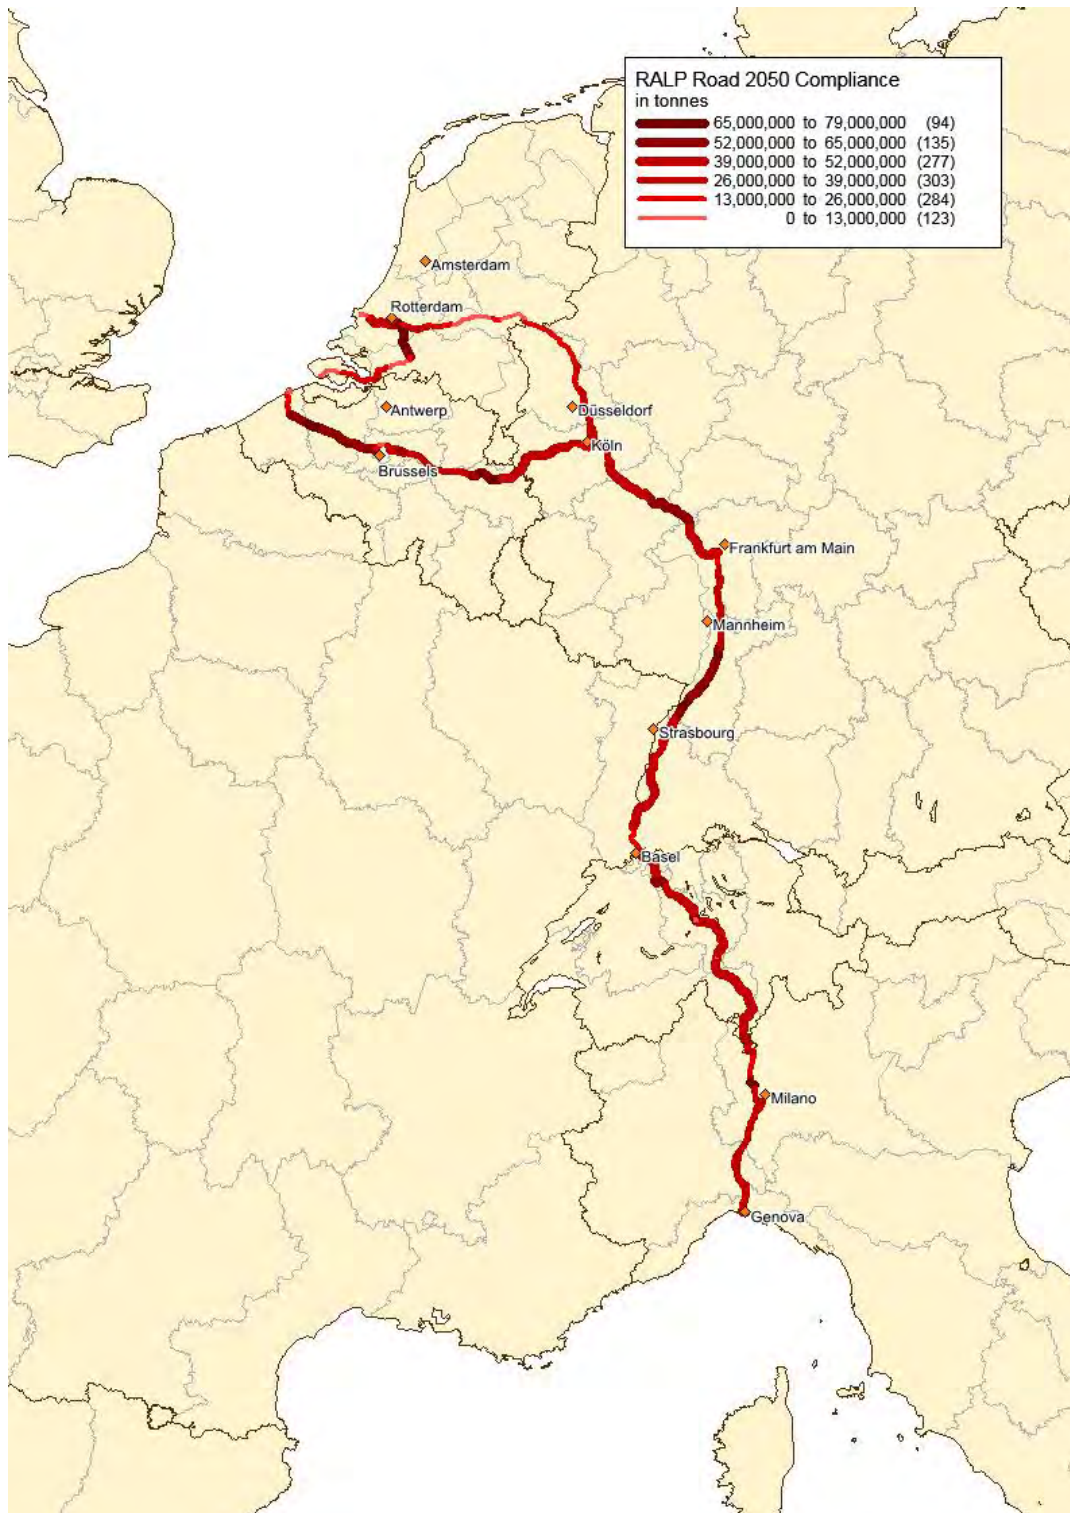 RALP Road 2050 Compliance
in tonnes
65,000,000 to 79,000,000 (94)
52,000,000 to 65,000,000 (135)
39,000,000 to 52,000,000 (277)
26,000,000 to 39,000,000 (303)
13,000,000 to 26,000,000 (284)
0 to 13,000,000 (123)
Amsterdam
Rotterdam
Antwerp
Düsseldorf
Köln
Brussels
Frankfurt am Main
Mannheim
Strasbourg
Basel
Milano
Genova